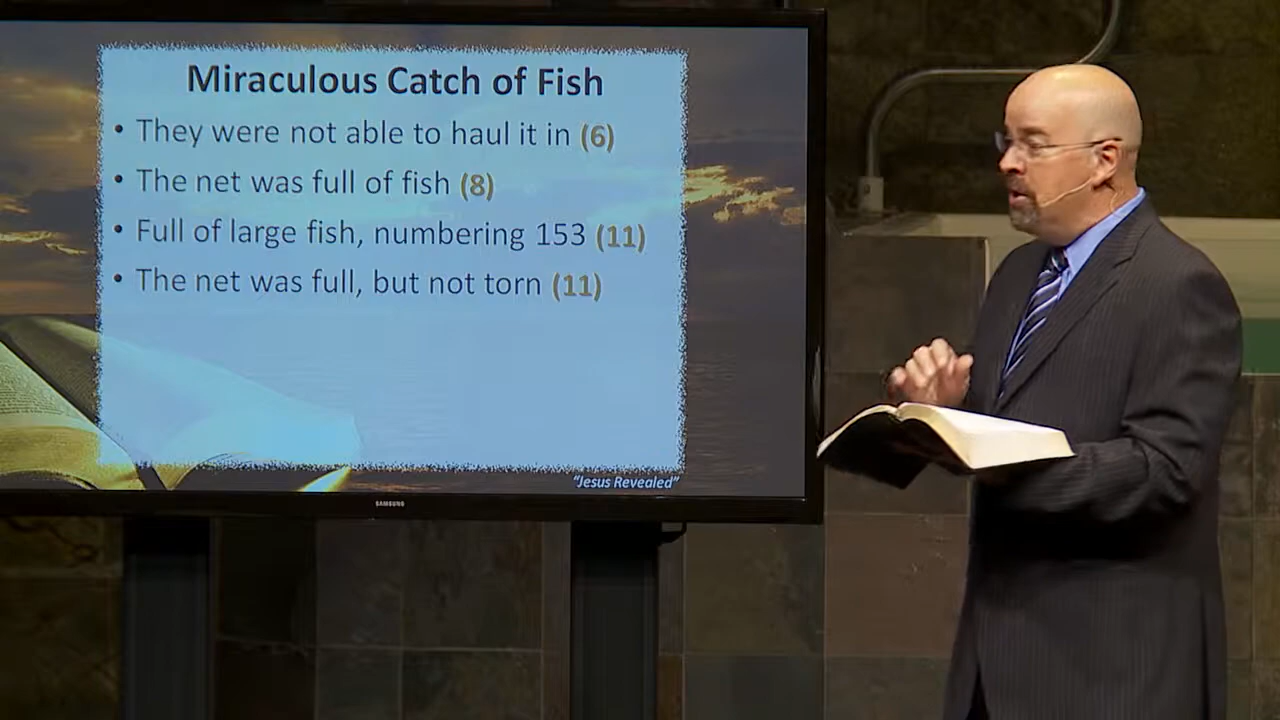 Miraculous Catch of Fish
• They were not able to haul it in (6)
• The net was full of fish (8)
• Full of large fish, numbering 153 (11)
• The net was full, but not torn (11)
"Jesus Revealed"
SAMSUNG